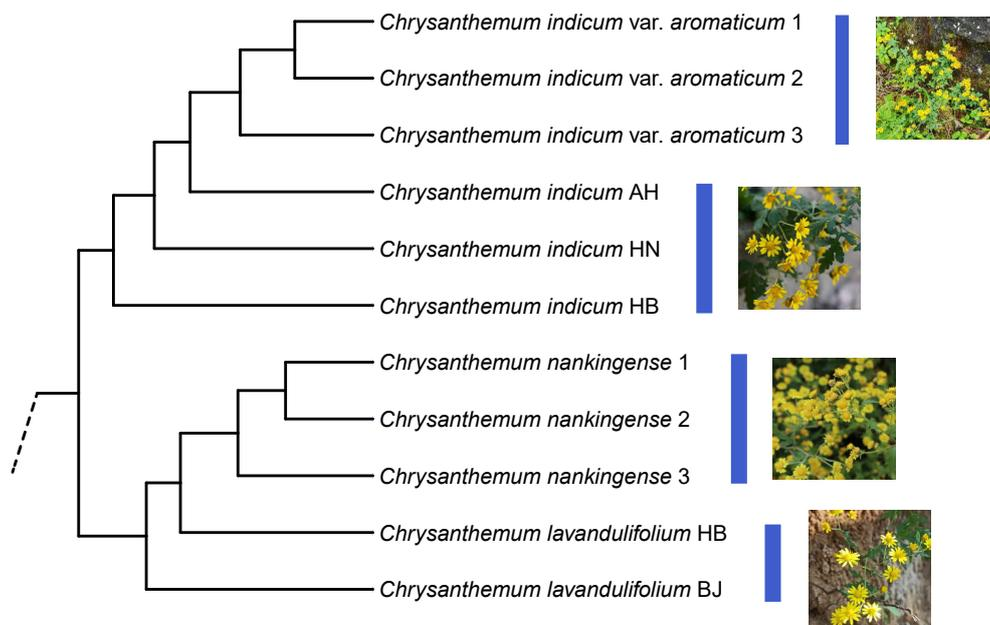 Chrysanthemum indicum var. aromaticum 1
Chrysanthemum indicum var. aromaticum 2
Chrysanthemum indicum var. aromaticum 3
Chrysanthemum indicum AH
Chrysanthemum indicum HN
Chrysanthemum indicum HB
Chrysanthemum nankingense 1
Chrysanthemum nankingense 2
Chrysanthemum nankingense 3
Chrysanthemum lavandulifolium HB
Chrysanthemum lavandulifolium BJ